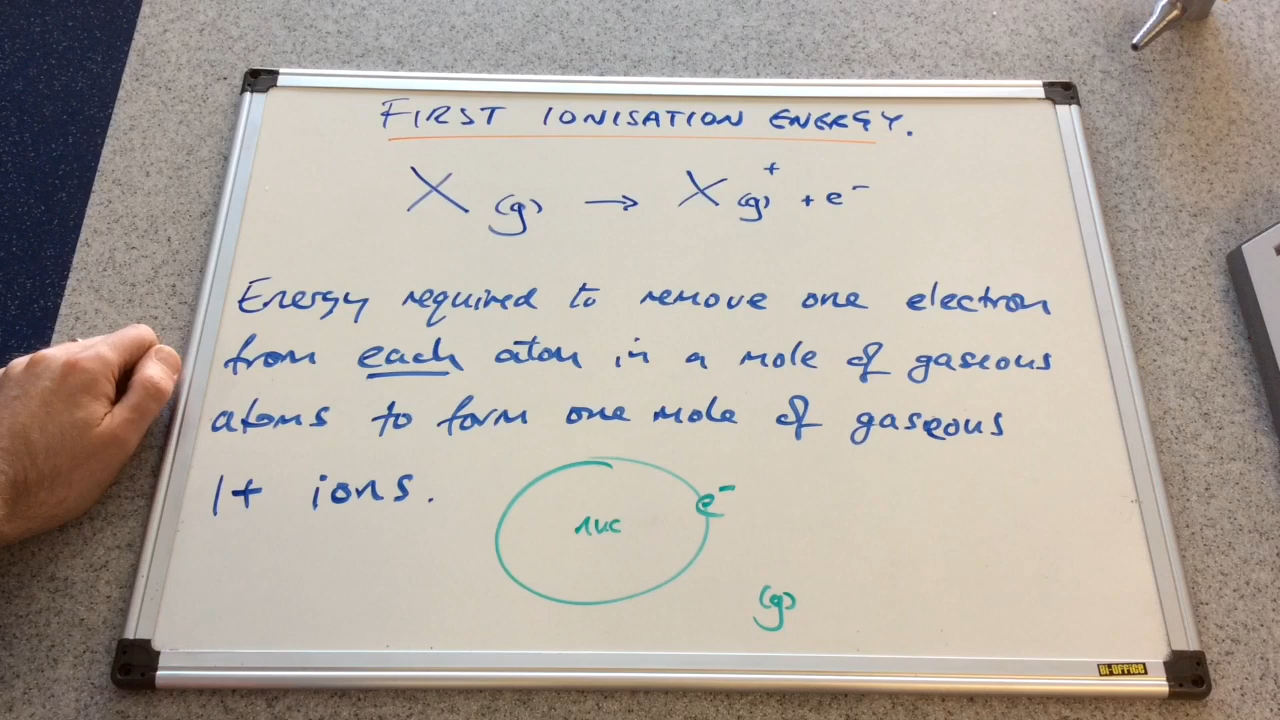 FIRST IONISATION ENERGY.
X (g) → X (g)⁺ + e⁻
Energy required to remove one electron
from each atom in a mole of gaseous
atoms to form one mole of gaseous
1+ ions.
e⁻
nuc
(g)
Bi-OFFICE